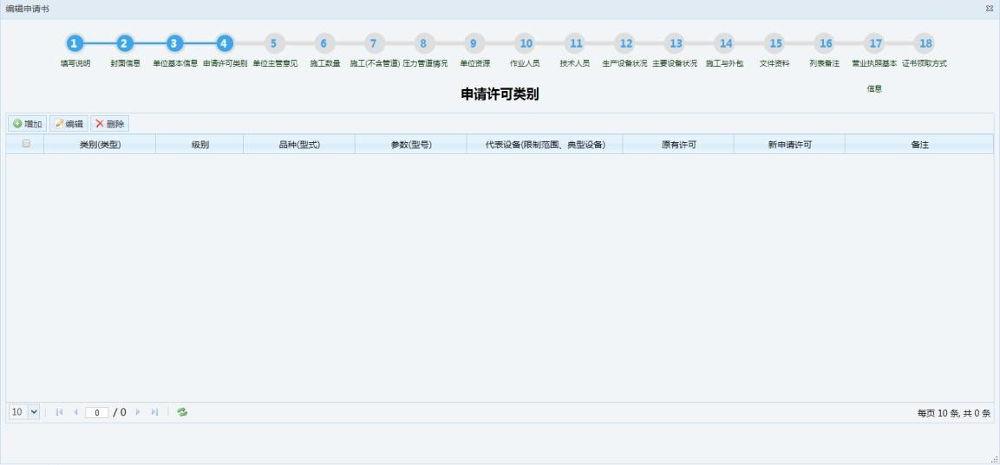 编辑申请书
1 2 3 4 5 6 7 8 9 10 11 12 13 14 15 16 17 18
填写说明 封面信息 单位基本信息 申请许可类别 单位主管意见 施工数量 施工(不含管道) 压力管道情况 单位资源 作业人员 技术人员 生产设备状况 主要设备状况 施工与外包 文件资料 列表备注 营业执照基本 证书领取方式
信息
申请许可类别
增加 编辑 删除
类别(类型) 级别 品种(型式) 参数(型号) 代表设备(限制范围、典型设备) 原有许可 新申请许可 备注
10 0 / 0 每页 10 条, 共 0 条